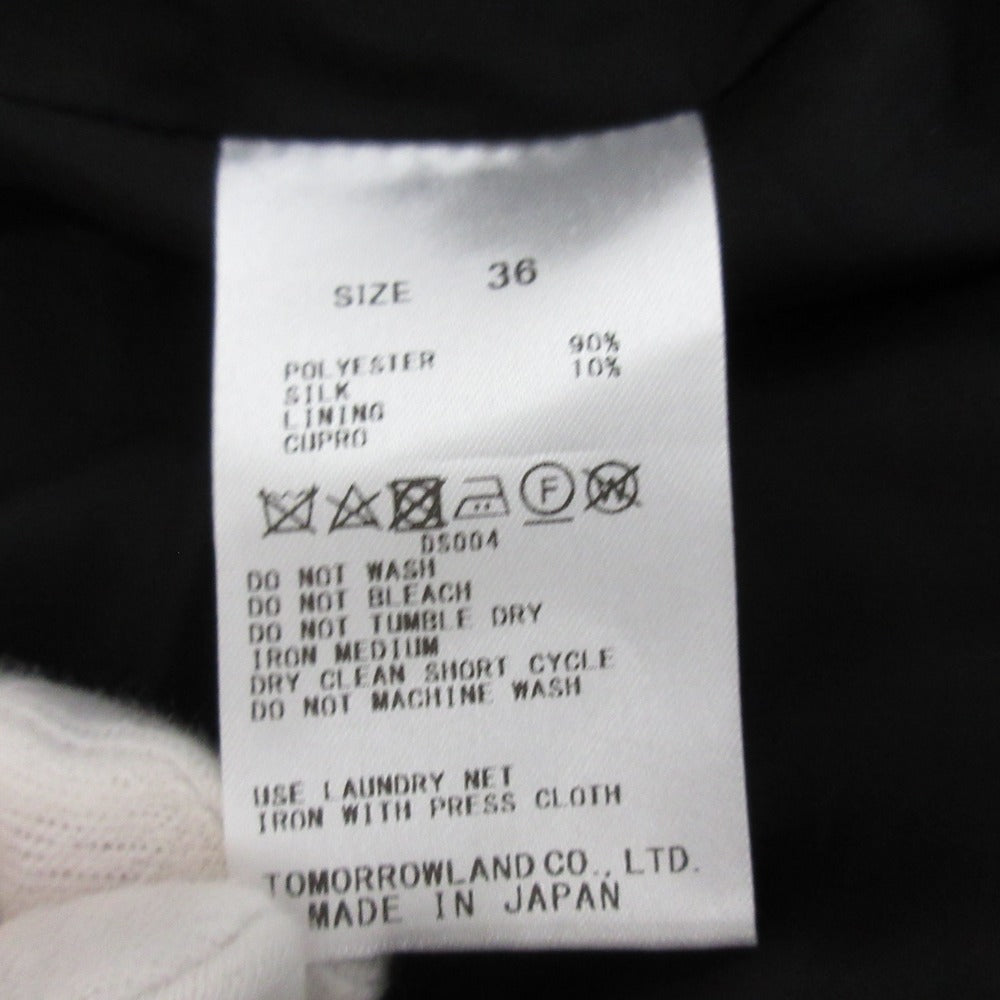 SIZE 36
POLYESTER 90%
SILK 10%
LINING
CUPRO
F W
DS004
DO NOT WASH
DO NOT BLEACH
DO NOT TUMBLE DRY
IRON MEDIUM
DRY CLEAN SHORT CYCLE
DO NOT MACHINE WASH
USE LAUNDRY NET
IRON WITH PRESS CLOTH
TOMORROWLAND CO., LTD.
MADE IN JAPAN